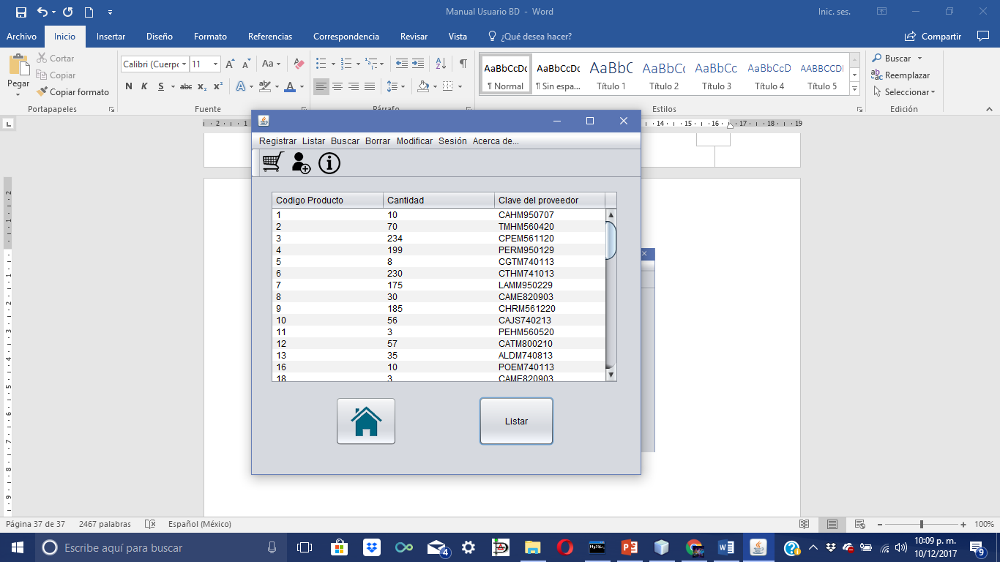 Manual Usuario BD - Word
Inic. ses.
Archivo Inicio Insertar Diseño Formato Referencias Correspondencia Revisar Vista ¿Qué desea hacer? Compartir
Pegar
Cortar
Copiar
Copiar formato
Portapapeles
Calibri (Cuerpo 11
N K S abc x₂ x²
Fuente
Párrafo
AaBbCcDc AaBbCcDc AaBbC AaBbCc AaBbCc AaBbCcD AABBCCDI
¶ Normal ¶ Sin espa... Título 1 Título 2 Título 3 Título 4 Título 5
Estilos
Buscar
Reemplazar
Seleccionar
Edición
Registrar Listar Buscar Borrar Modificar Sesión Acerca de...
Codigo Producto Cantidad Clave del proveedor
1 10 CAHM950707
2 70 TMHM560420
3 234 CPEM561120
4 199 PERM950129
5 8 CGTM740113
6 230 CTHM741013
7 175 LAMM950229
8 30 CAME820903
9 185 CHRM561220
10 56 CAJS740213
11 3 PEHM560520
12 57 CATM800210
13 35 ALDM740813
16 10 POEM740113
18 3 CAME820903
Listar
Página 37 de 37 2467 palabras Español (México) 100%
Escribe aquí para buscar
10:09 p. m.
10/12/2017